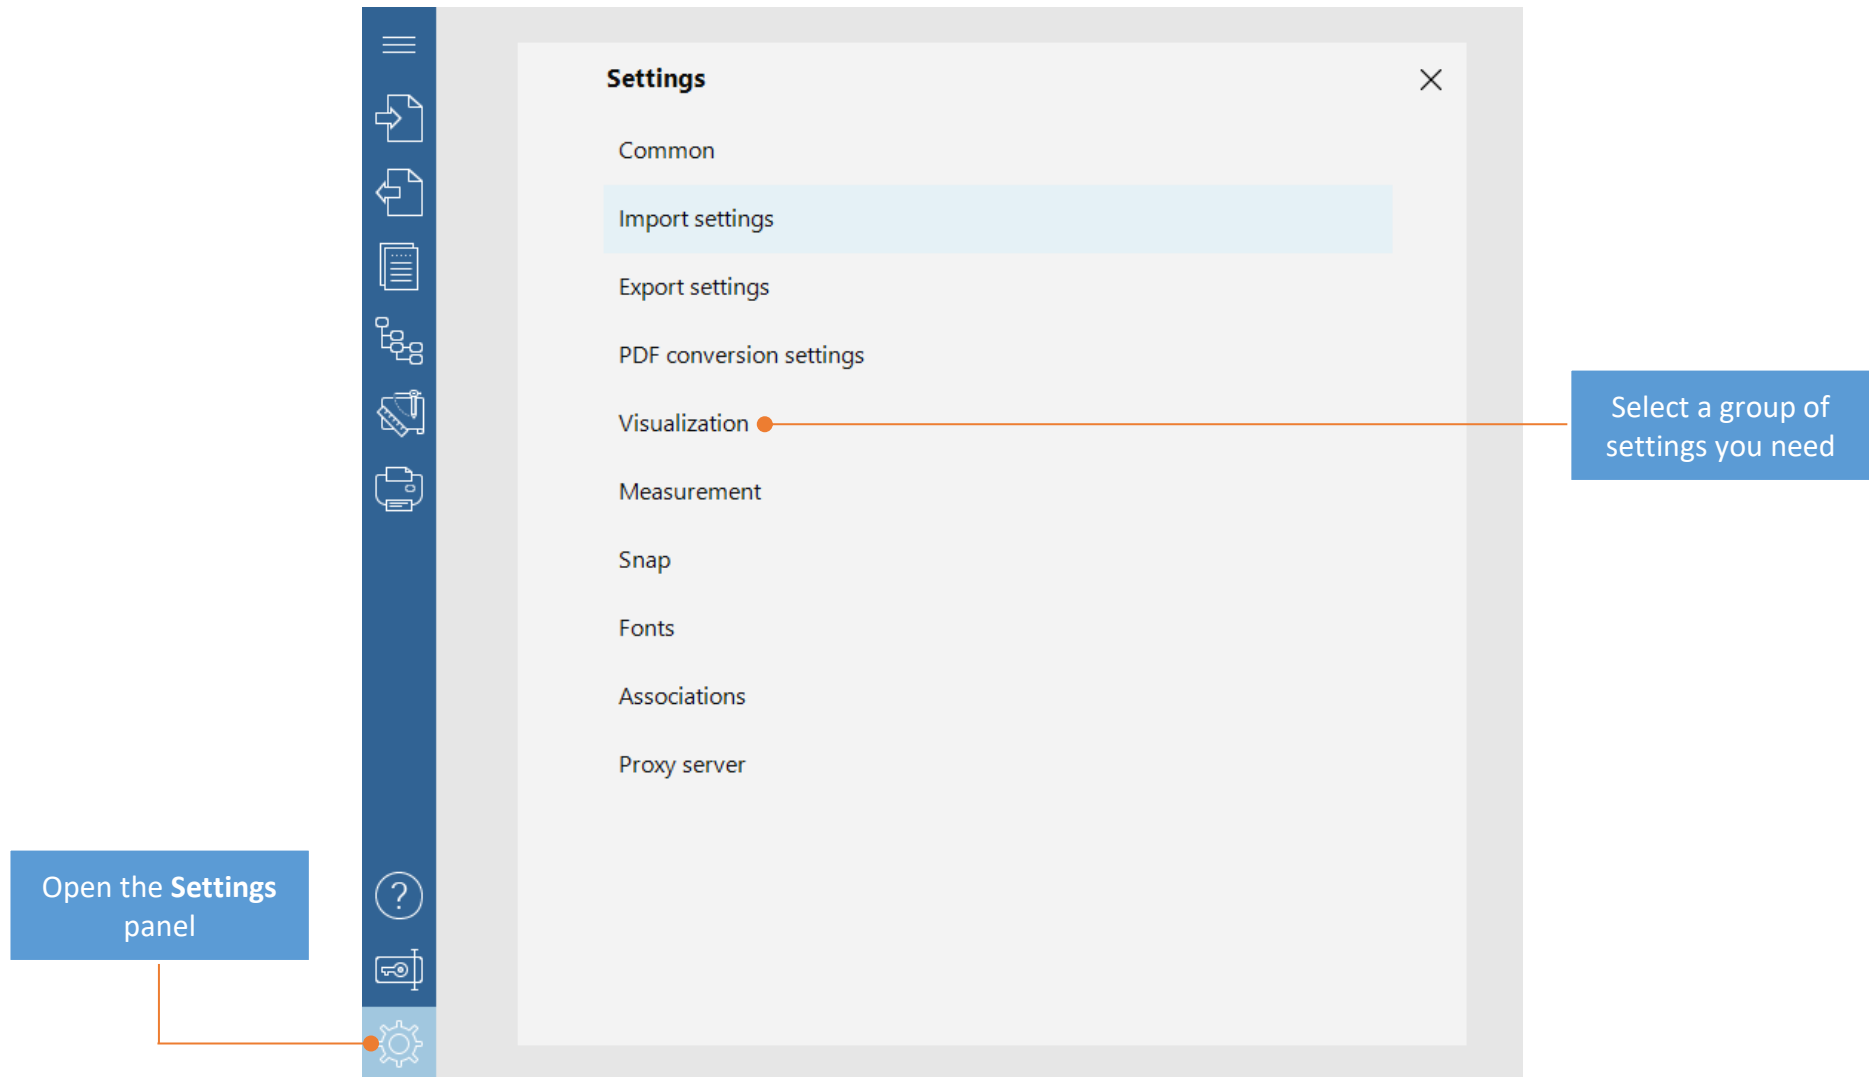 Settings
Common
Import settings
Export settings
PDF conversion settings
Visualization
Measurement
Snap
Fonts
Associations
Proxy server
Select a group of
settings you need
Open the Settings
panel
?